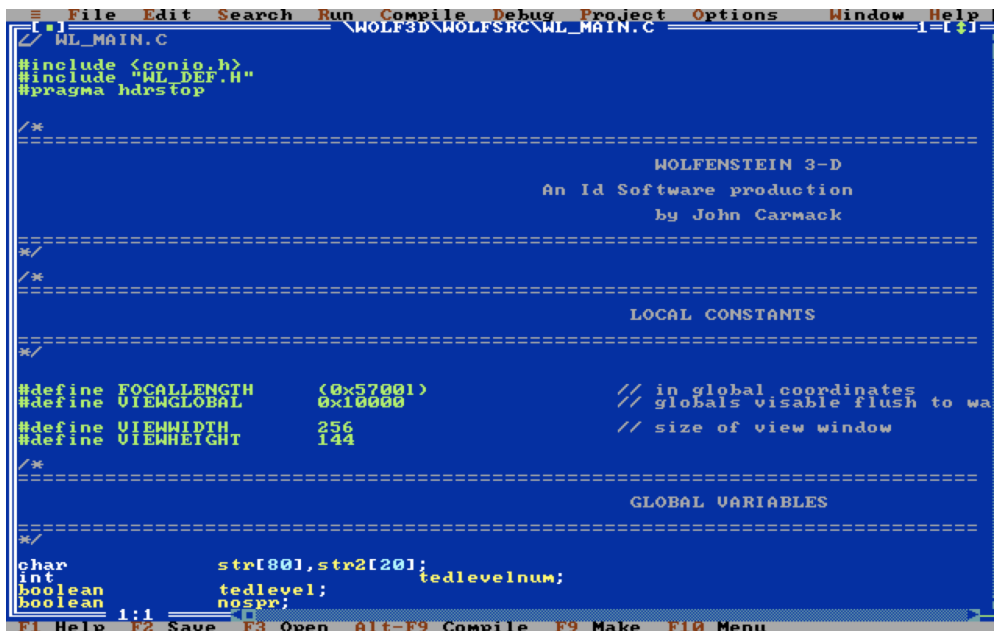 ≡ File Edit Search Run Compile Debug Project Options Window Help
[■] \WOLF3D\WOLFSRC\WL_MAIN.C 1=[↕]
// WL_MAIN.C
#include <conio.h>
#include "WL_DEF.H"
#pragma hdrstop
/*
=============================================================================
WOLFENSTEIN 3-D
An Id Software production
by John Carmack
=============================================================================
*/
/*
=============================================================================
LOCAL CONSTANTS
=============================================================================
*/
#define FOCALLENGTH (0x5700l) // in global coordinates
#define VIEWGLOBAL 0x10000 // globals visable flush to wa
#define VIEWWIDTH 256 // size of view window
#define VIEWHEIGHT 144
/*
=============================================================================
GLOBAL VARIABLES
=============================================================================
*/
char str[80],str2[20];
int tedlevelnum;
boolean tedlevel;
boolean nospr;
1:1
F1 Help F2 Save F3 Open Alt-F9 Compile F9 Make F10 Menu